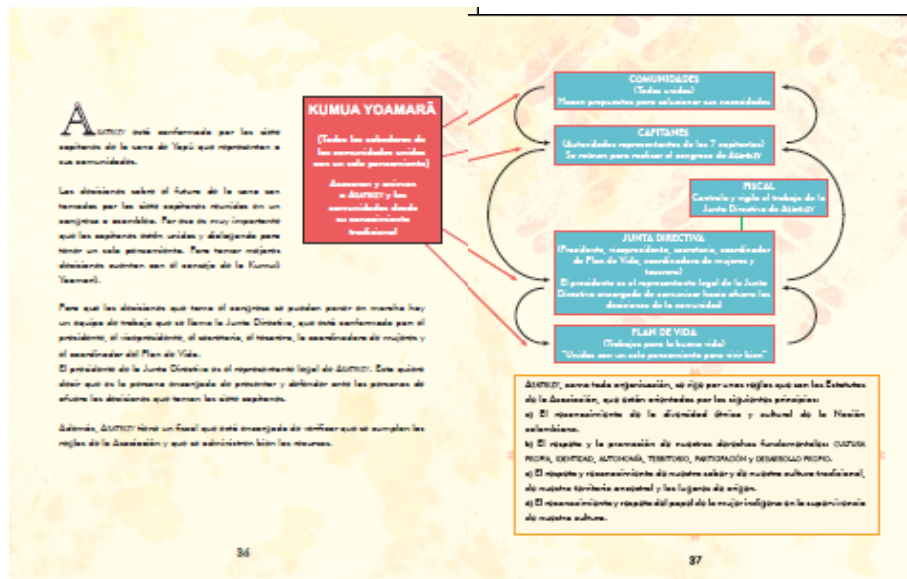 ASATRIZY está conformada por los siete
capitanes de la zona de Yapú que representan a
sus comunidades.
Las decisiones sobre el futuro de la zona son
tomadas por los siete capitanes reunidos en un
congreso o asamblea. Por eso es muy importante
que los capitanes estén unidos y dialogando para
tener un solo pensamiento. Para tomar mejores
decisiones cuentan con el consejo de la Kumuá
Yoamarã.
Para que las decisiones que toma el congreso se puedan poner en marcha hay
un equipo de trabajo que se llama la Junta Directiva, que está conformada por: el
presidente, el vicepresidente, el secretario, el tesorero, la coordinadora de mujeres y
el coordinador del Plan de Vida.
El presidente de la Junta Directiva es el representante legal de ASATRIZY. Esto quiere
decir que es la persona encargada de presentar y defender ante las personas de
afuera las decisiones que toman los siete capitanes.
Además, ASATRIZY tiene un fiscal que está encargado de verificar que se cumplan las
reglas de la Asociación y que se administren bien los recursos.
36
KUMUA YOAMARÃ
(Todos los sabedores de
las comunidades unidos
con un solo pensamiento)
Asesoran y animan
a ASATRIZY y las
comunidades desde
su conocimiento
tradicional
COMUNIDADES
(Todos unidos)
Hacen propuestas para solucionar sus necesidades
CAPITANES
(Autoridades representantes de las 7 capitanías)
Se reúnen para realizar el congreso de ASATRIZY
FISCAL
Controla y vigila el trabajo de la
Junta Directiva de ASATRIZY
JUNTA DIRECTIVA
(Presidente, vicepresidente, secretario, coordinador
de Plan de Vida, coordinadora de mujeres y
tesorero)
El presidente es el representante legal de la Junta
Directiva encargado de comunicar hacia afuera las
decisiones de la comunidad
PLAN DE VIDA
(Trabajos para la buena vida)
"Unidos con un solo pensamiento para vivir bien"
ASATRIZY, como toda organización, se rige por unas reglas que son los Estatutos
de la Asociación, que están orientados por los siguientes principios:
a) El reconocimiento de la diversidad étnica y cultural de la Nación
colombiana.
b) El respeto y la promoción de nuestros derechos fundamentales: CULTURA
PROPIA, IDENTIDAD, AUTONOMÍA, TERRITORIO, PARTICIPACIÓN y DESARROLLO PROPIO.
c) El respeto y reconocimiento de nuestro saber y de nuestra cultura tradicional,
de nuestro territorio ancestral y los lugares de origen.
d) El reconocimiento y respeto del papel de la mujer indígena en la supervivencia
de nuestra cultura.
37